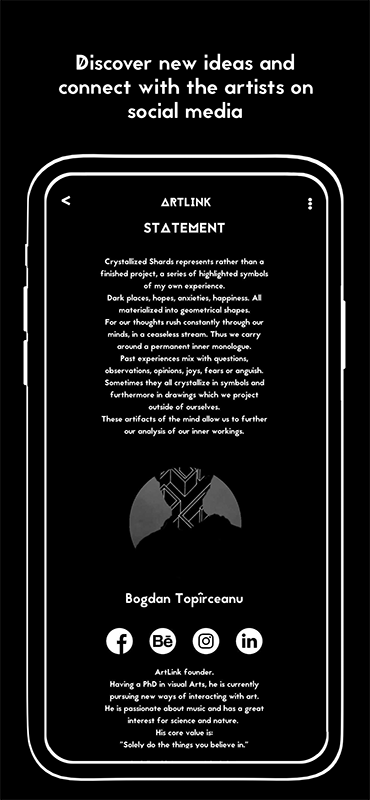 Discover new ideas and
connect with the artists on
social media
<
ARTLINK
STATEMENT
Crystallized Shards represents rather than a
finished project, a series of highlighted symbols
of my own experience.
Dark places, hopes, anxieties, happiness. All
materialized into geometrical shapes.
For our thoughts rush constantly through our
minds, in a ceaseless stream. Thus we carry
around a permanent inner monologue.
Past experiences mix with questions,
observations, opinions, joys, fears or anguish.
Sometimes they all crystallize in symbols and
furthermore in drawings which we project
outside of ourselves.
These artifacts of the mind allow us to further
our analysis of our inner workings.
Bogdan Topîrceanu
f Bē in
ArtLink founder.
Having a PhD in visual Arts, he is currently
pursuing new ways of interacting with art.
He is passionate about music and has a great
interest for science and nature.
His core value is:
"Solely do the things you believe in."